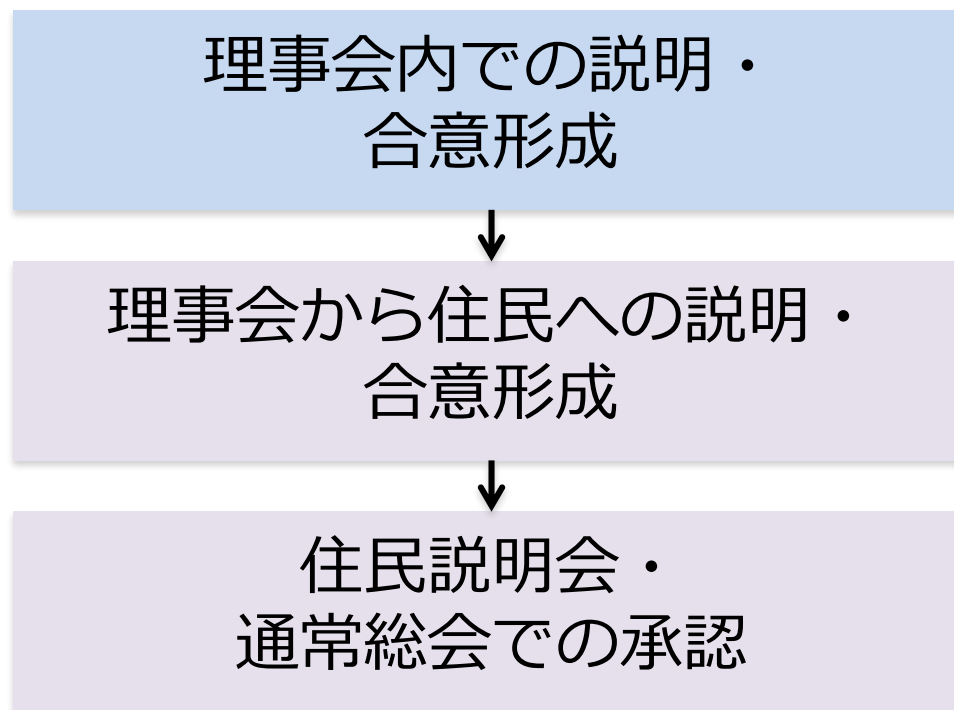 理事会内での説明・
合意形成
理事会から住民への説明・
合意形成
住民説明会・
通常総会での承認